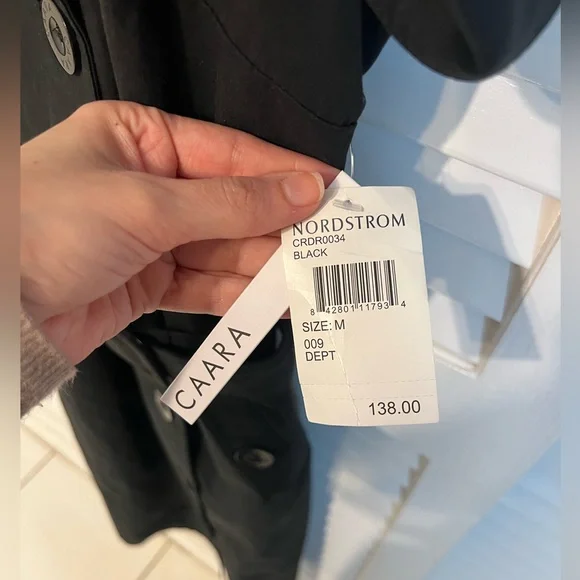 NORDSTROM
CRDR0034
BLACK
8 42801 11793 4
SIZE: M
009
DEPT
138.00
CAARA